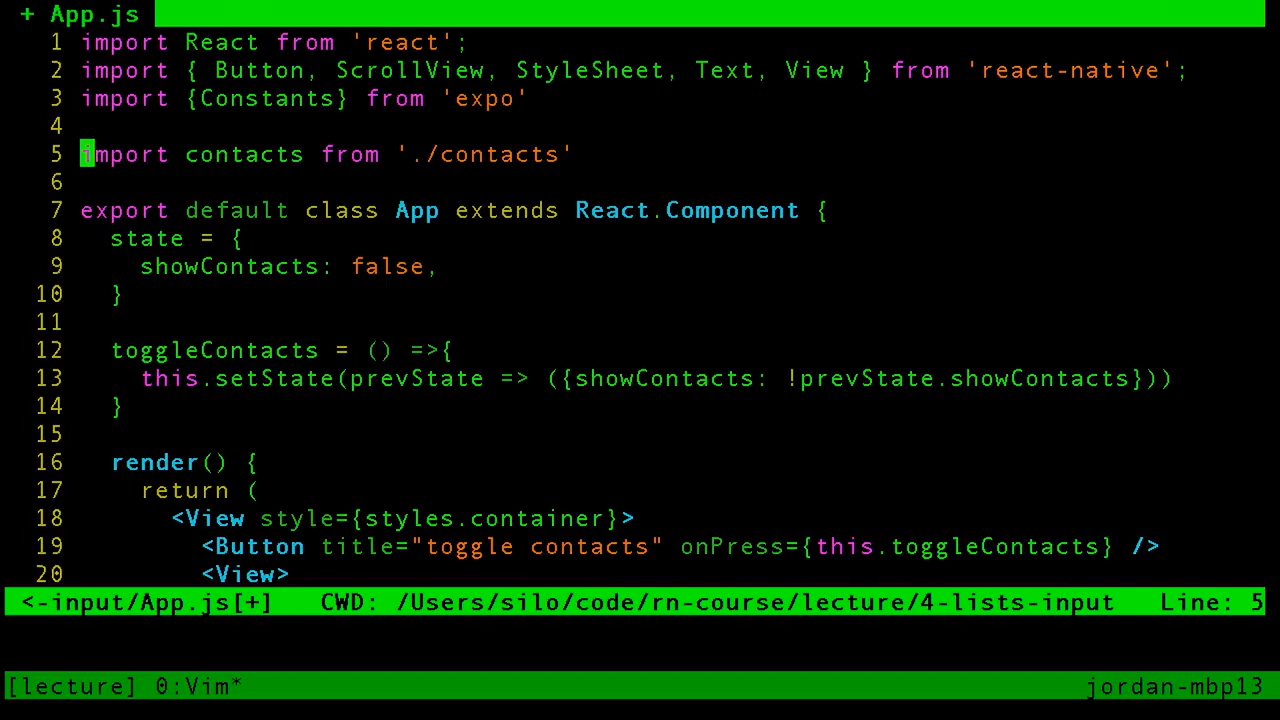 + App.js
1 import React from 'react';
2 import { Button, ScrollView, StyleSheet, Text, View } from 'react-native';
3 import {Constants} from 'expo'
4
5 import contacts from './contacts'
6
7 export default class App extends React.Component {
8   state = {
9     showContacts: false,
10   }
11
12   toggleContacts = () =>{
13     this.setState(prevState => ({showContacts: !prevState.showContacts}))
14   }
15
16   render() {
17     return (
18       <View style={styles.container}>
19         <Button title="toggle contacts" onPress={this.toggleContacts} />
20         <View>
<-input/App.js[+]   CWD: /Users/silo/code/rn-course/lecture/4-lists-input   Line: 5
[lecture] 0:Vim* jordan-mbp13